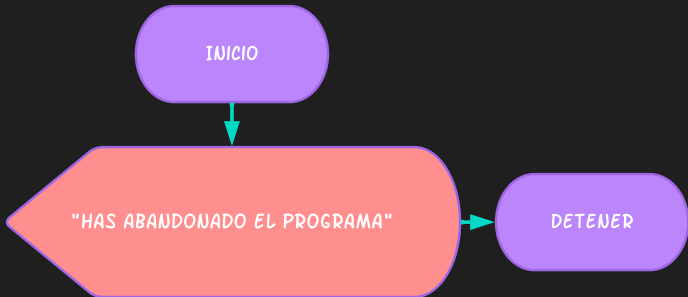 INICIO
"HAS ABANDONADO EL PROGRAMA"
DETENER